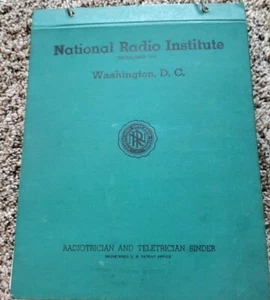 National Radio Institute
Washington, D. C.
RADIOTRICIAN AND TELETRICIAN BINDER